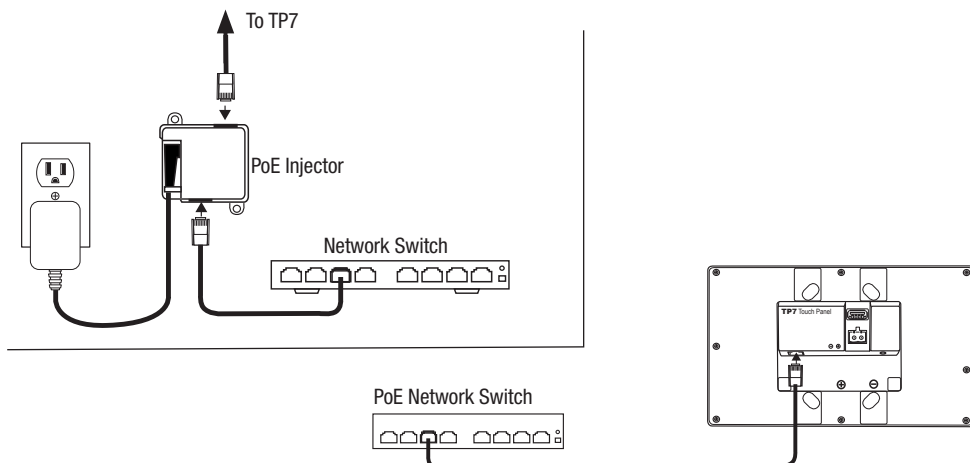 To TP7
PoE Injector
Network Switch
TP7 Touch Panel
PoE Network Switch